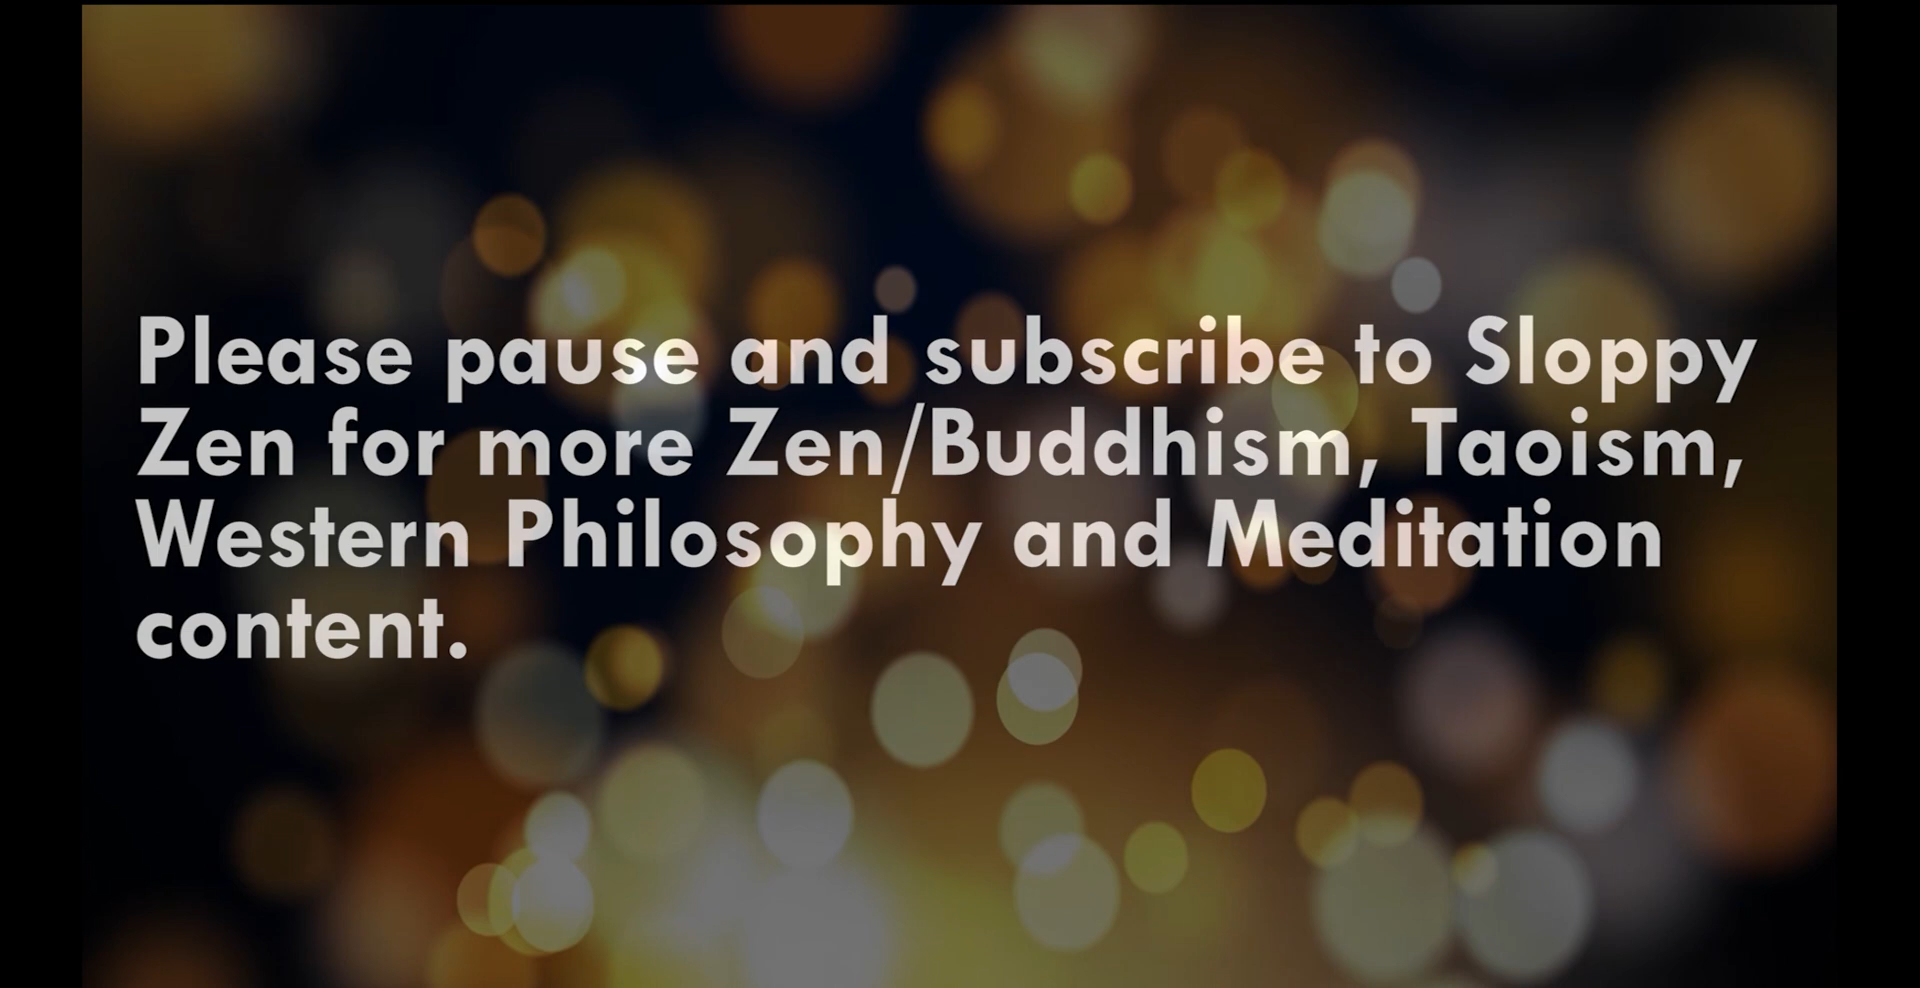 Please pause and subscribe to Sloppy
Zen for more Zen/Buddhism, Taoism,
Western Philosophy and Meditation
content.